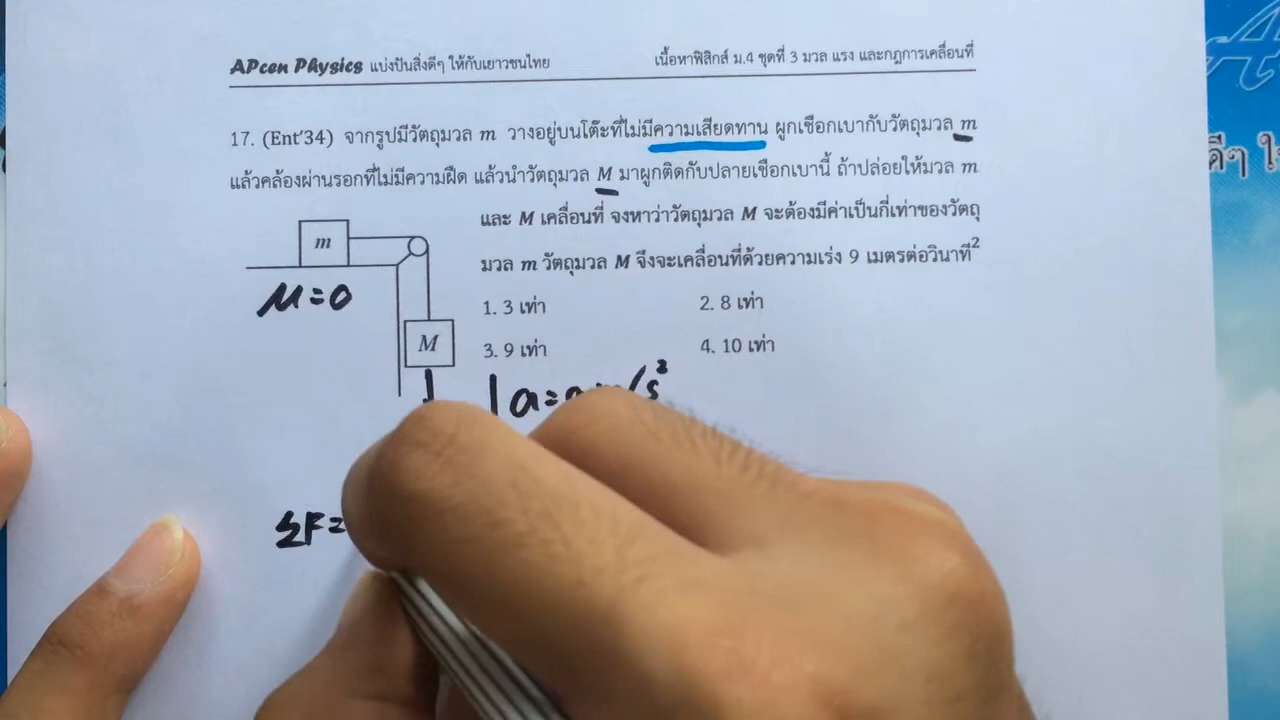 APcen Physics แบ่งปันสิ่งดีๆ ให้กับเยาวชนไทย เนื้อหาฟิสิกส์ ม.4 ชุดที่ 3 มวล แรง และกฎการเคลื่อนที่
17. (Ent'34) จากรูปมีวัตถุมวล m วางอยู่บนโต๊ะที่ไม่มีความเสียดทาน ผูกเชือกเบากับวัตถุมวล m
แล้วคล้องผ่านรอกที่ไม่มีความฝืด แล้วนำวัตถุมวล M มาผูกติดกับปลายเชือกเบานี้ ถ้าปล่อยให้มวล m
และ M เคลื่อนที่ จงหาว่าวัตถุมวล M จะต้องมีค่าเป็นกี่เท่าของวัตถุ
m
มวล m วัตถุมวล M จึงจะเคลื่อนที่ด้วยความเร่ง 9 เมตรต่อวินาที²
μ=0
1. 3 เท่า 2. 8 เท่า
M
3. 9 เท่า 4. 10 เท่า
a=
ΣF=
ดีๆ